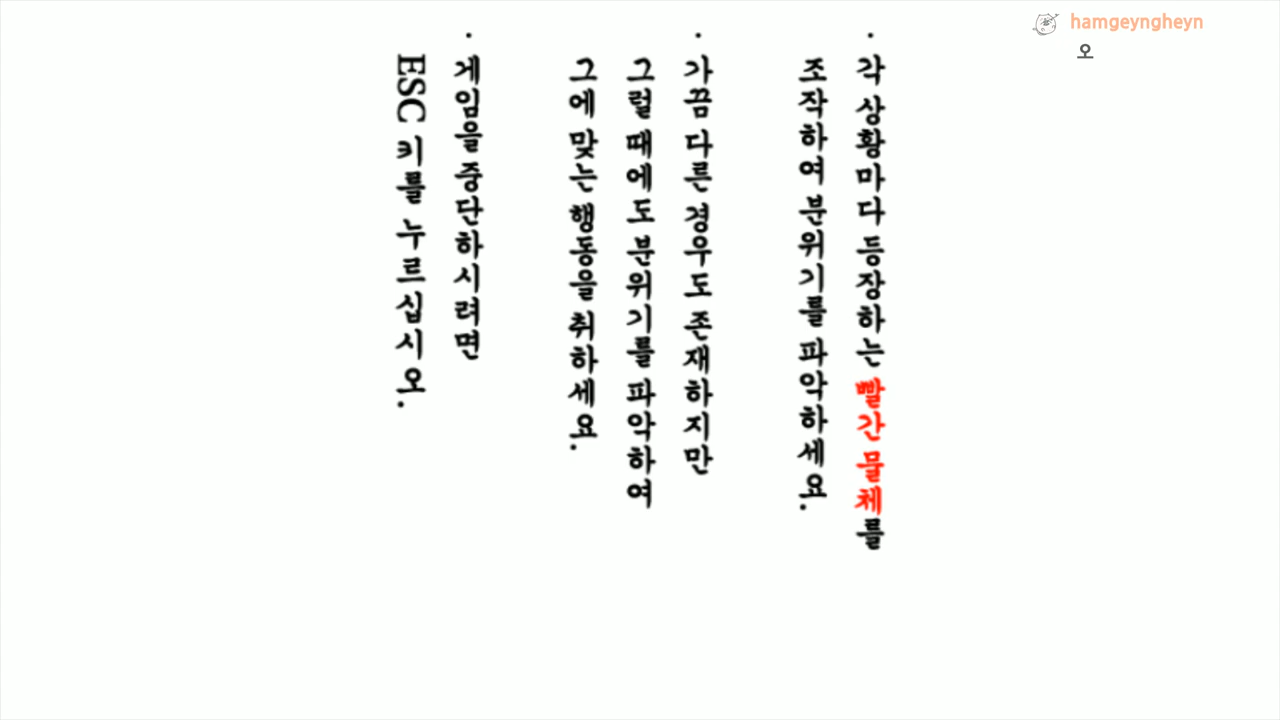 · 각 상황마다 등장하는 빨간 물체를
조작하여 분위기를 파악하세요.
· 가끔 다른 경우도 존재하지만
그럴 때에도 분위기를 파악하여
그에 맞는 행동을 취하세요.
· 게임을 중단하시려면
ESC 키를 누르십시오.
hamgeyngheyn
오